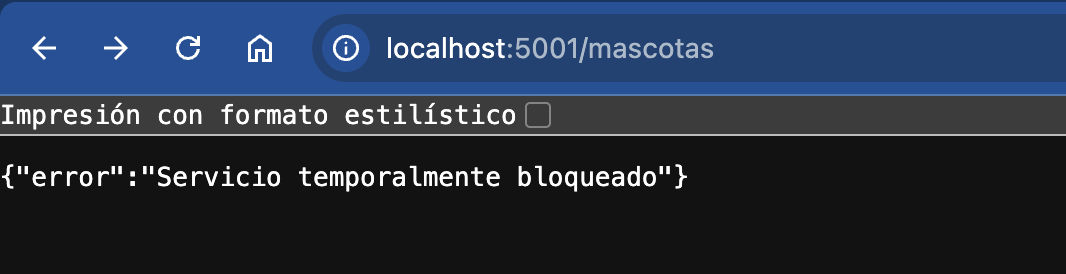 localhost:5001/mascotas
Impresión con formato estilístico
{"error":"Servicio temporalmente bloqueado"}